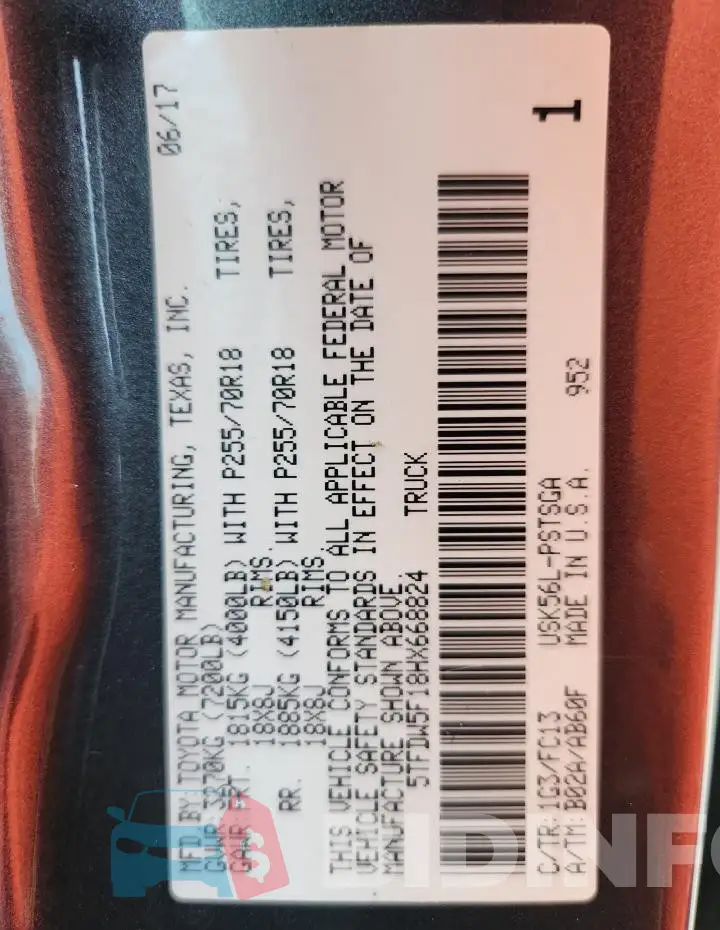 MFD BY TOYOTA MOTOR MANUFACTURING, TEXAS, INC. 06/17
GVWR: 3270KG (7200LB)
GAWR: FRT. 1815KG (4000LB) WITH P255/70R18 TIRES,
18X8J RIMS.
RR. 1885KG (4150LB) WITH P255/70R18 TIRES,
18X8J RIMS.
THIS VEHICLE CONFORMS TO ALL APPLICABLE FEDERAL MOTOR
VEHICLE SAFETY STANDARDS IN EFFECT ON THE DATE OF
MANUFACTURE SHOWN ABOVE.
5TFDW5F18HX668824 TRUCK
1
C/TR: 1G3/FC13 USK56L-PSTSGA
A/TM: B02A/AB60F MADE IN U.S.A. 952
BIDINFO